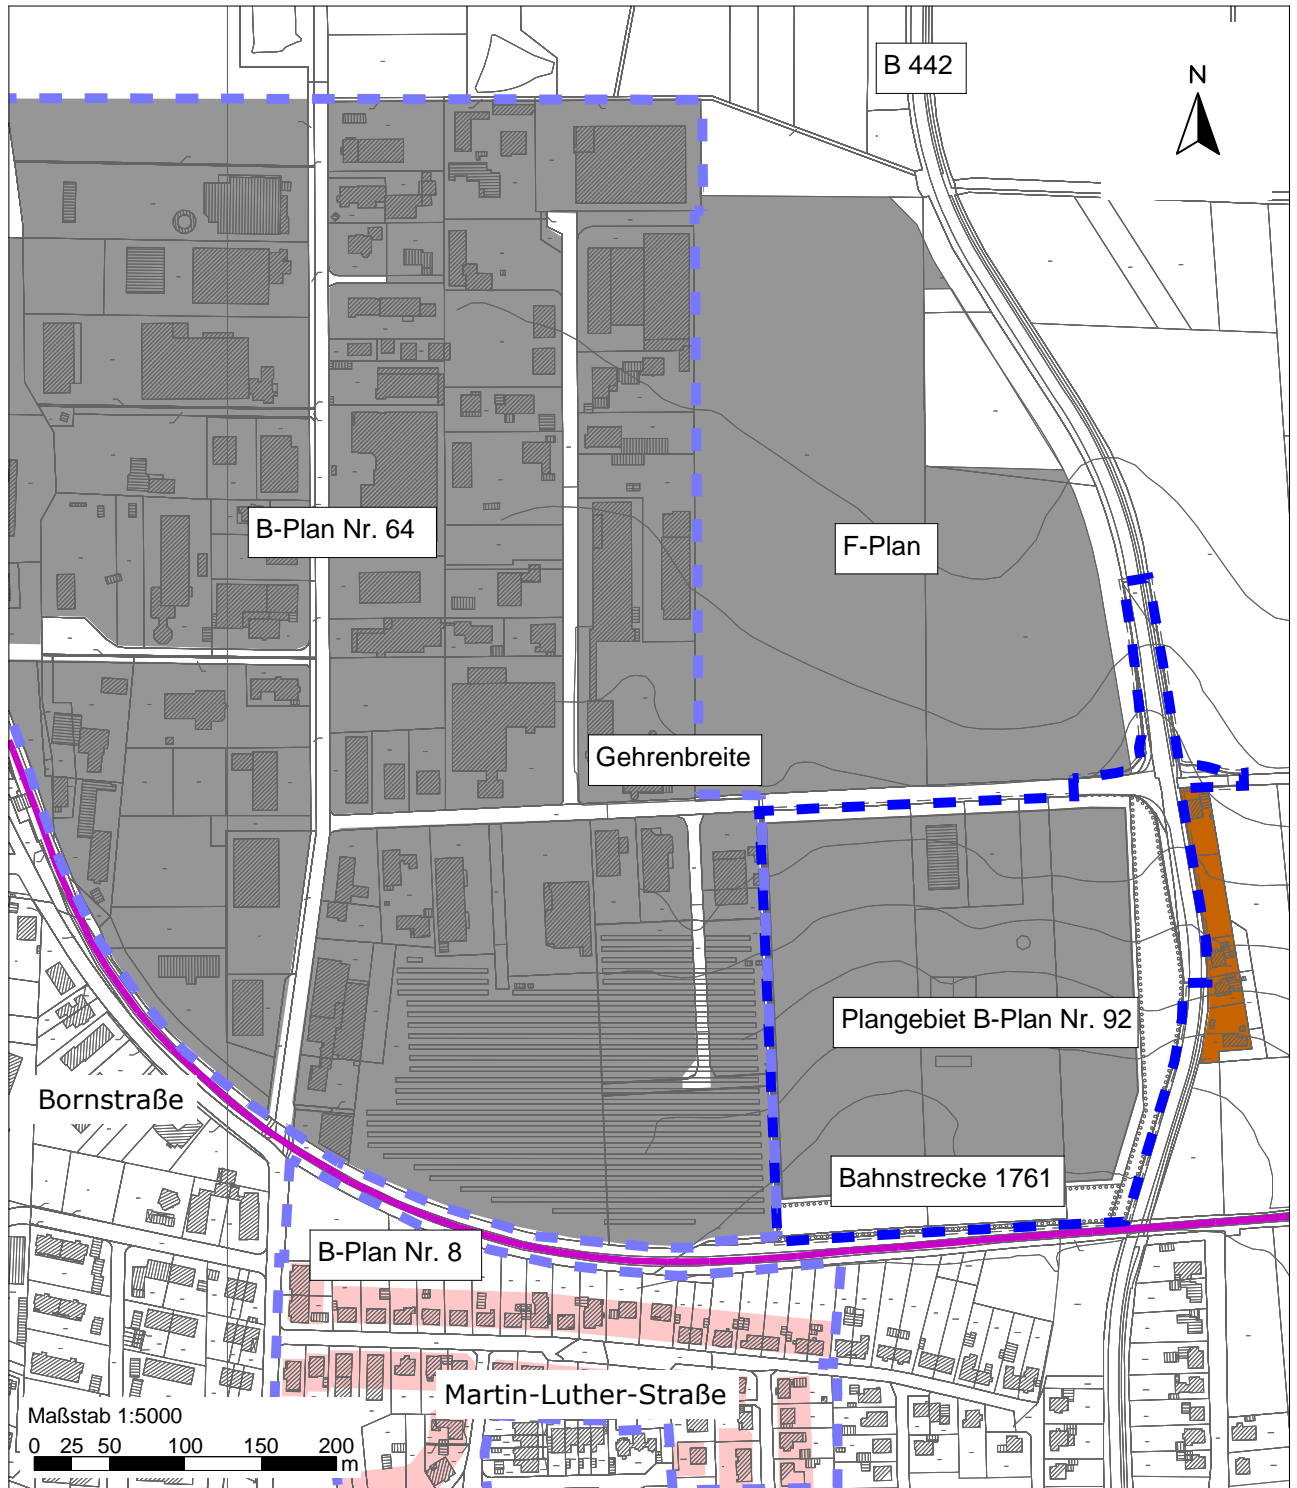 B 442
N
B-Plan Nr. 64
F-Plan
Gehrenbreite
Plangebiet B-Plan Nr. 92
Bornstraße
Bahnstrecke 1761
B-Plan Nr. 8
Martin-Luther-Straße
Maßstab 1:5000
0 25 50 100 150 200
m